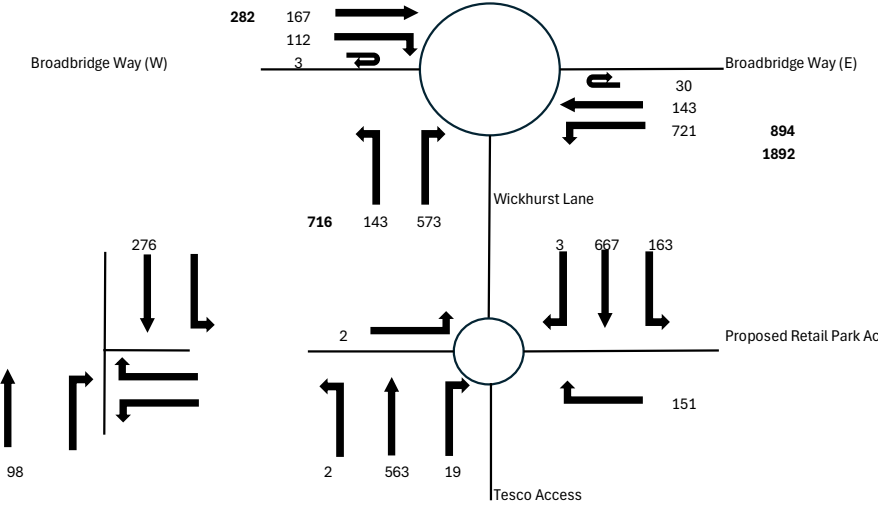 282 167
112
Broadbridge Way (W) 3 Broadbridge Way (E)
30
143
721 894
1892
Wickhurst Lane
716 143 573
276 3 667 163
2 Proposed Retail Park Ac
151
98 2 563 19
Tesco Access